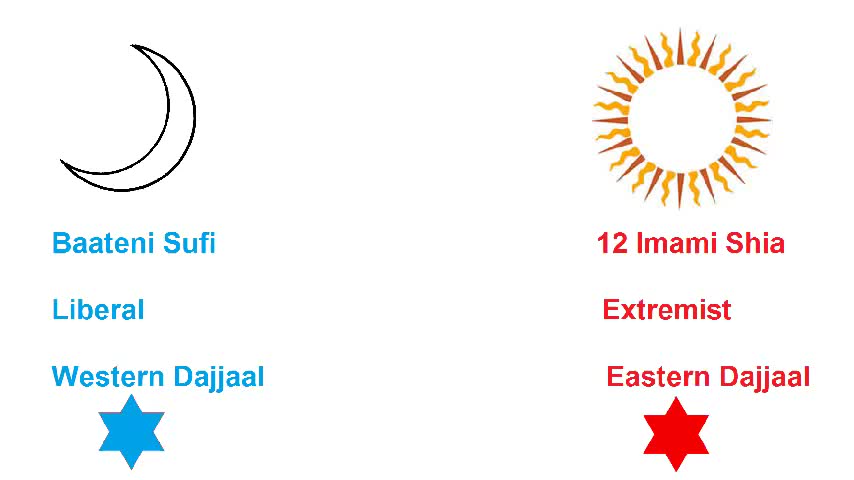 Baateni Sufi
12 Imami Shia
Liberal
Extremist
Western Dajjaal
Eastern Dajjaal